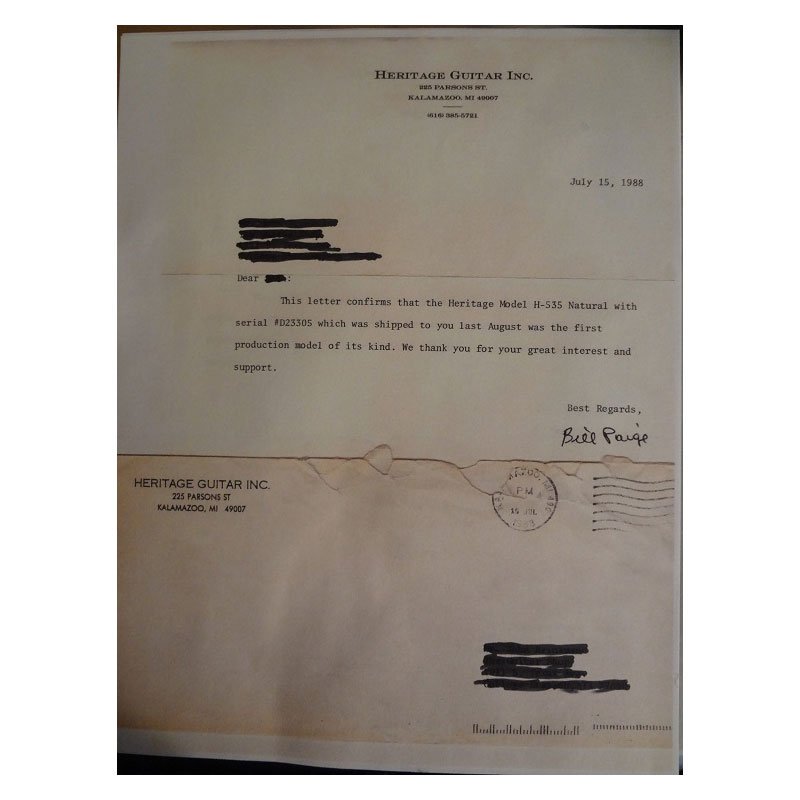 HERITAGE GUITAR INC.
225 PARSONS ST.
KALAMAZOO, MI 49007
(616) 385-5721
July 15, 1988
Dear :
This letter confirms that the Heritage Model H-535 Natural with
serial #D23305 which was shipped to you last August was the first
production model of its kind. We thank you for your great interest and
support.
Best Regards,
Bill Paige
HERITAGE GUITAR INC.
225 PARSONS ST
KALAMAZOO, MI 49007
PM
15 JUL
1988